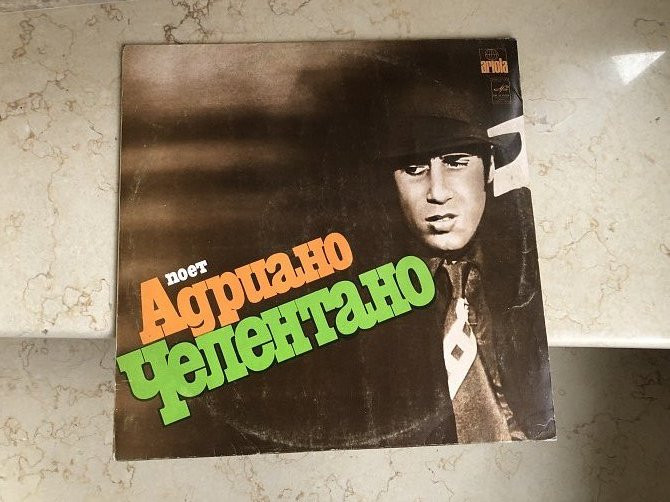 ariola
поет
Адриано
Челентано